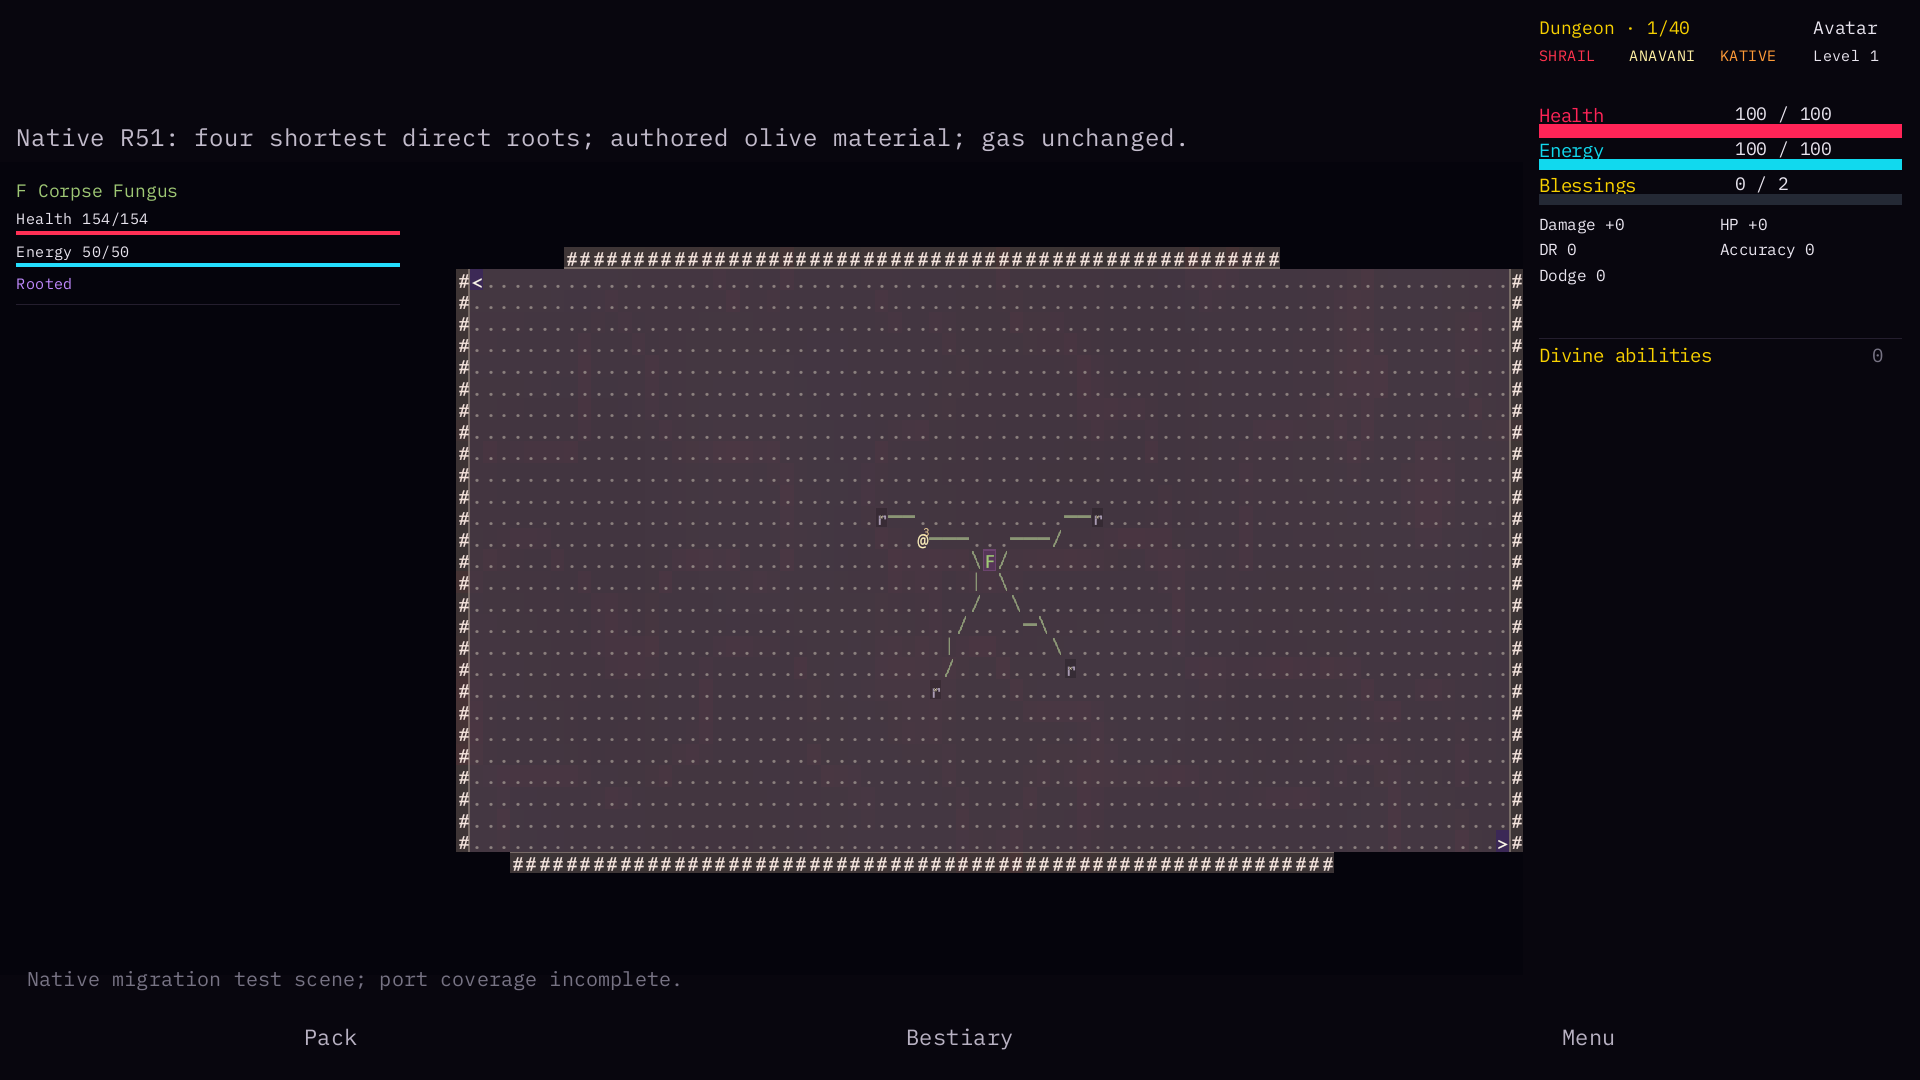 Dungeon · 1/40 Avatar
SHRAIL ANAVANI KATIVE Level 1
Health 100 / 100
Energy 100 / 100
Blessings 0 / 2
Damage +0 HP +0
DR 0 Accuracy 0
Dodge 0
Divine abilities 0
Native R51: four shortest direct roots; authored olive material; gas unchanged.
F Corpse Fungus
Health 154/154
Energy 50/50
Rooted
<
r r
3
@
F
r
r
>
Native migration test scene; port coverage incomplete.
Pack Bestiary Menu